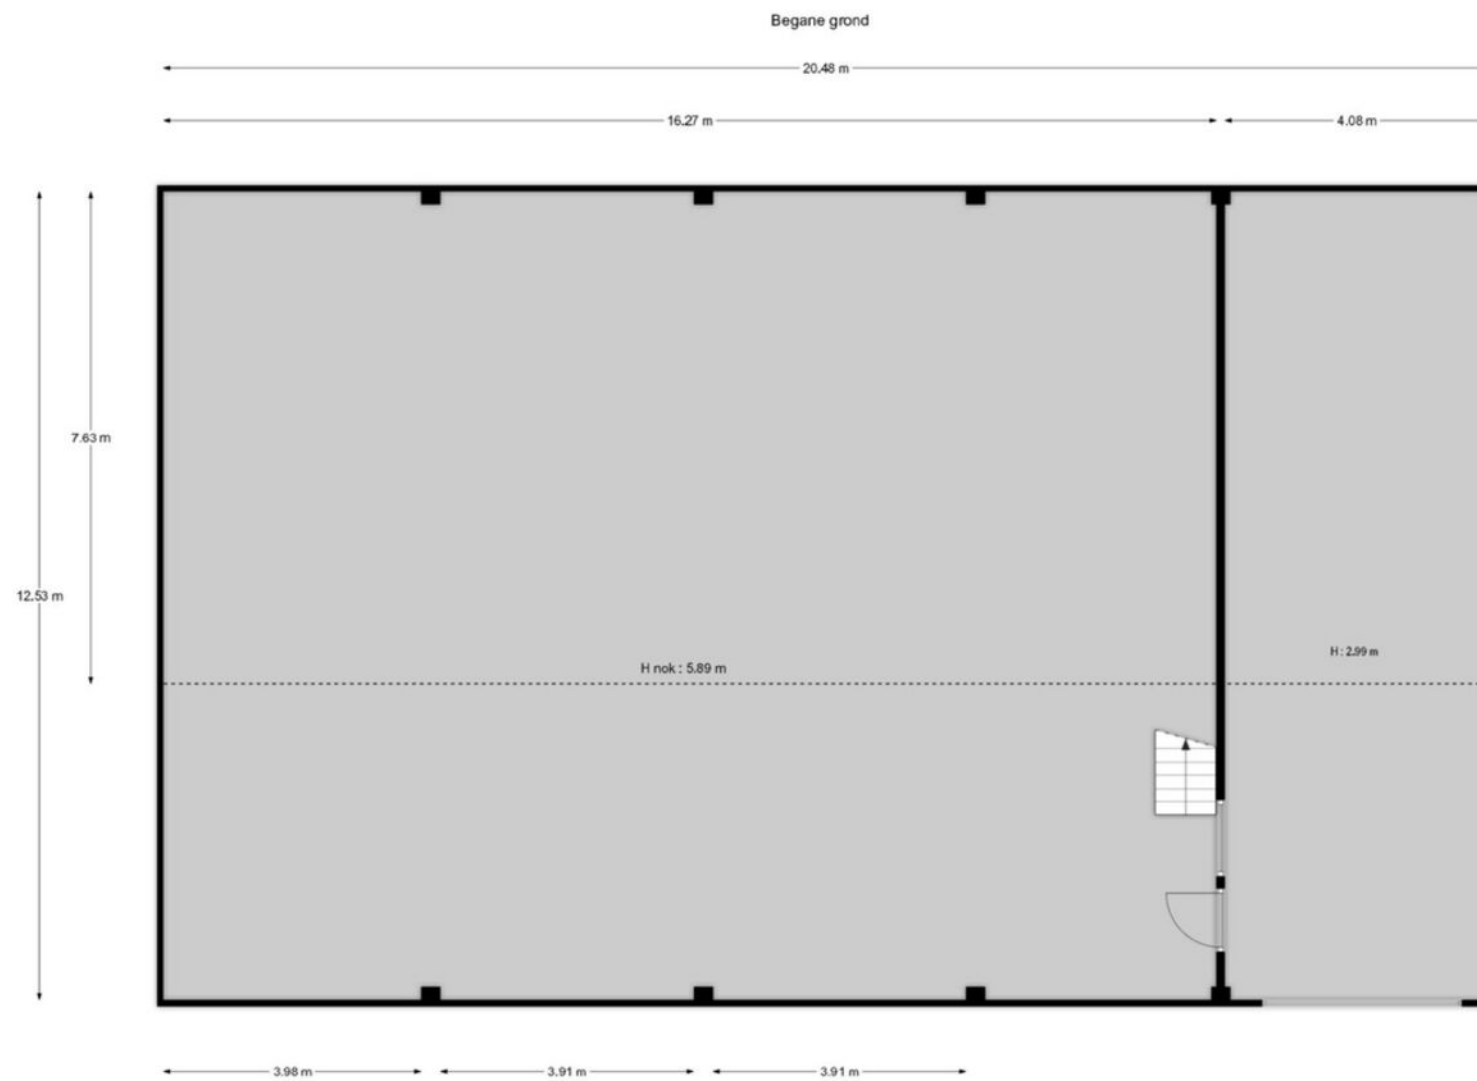 Begane grond
20.48 m
16.27 m
4.08 m
7.63 m
12.53 m
H : 2.99 m
H nok : 5.89 m
3.98 m
3.91 m
3.91 m